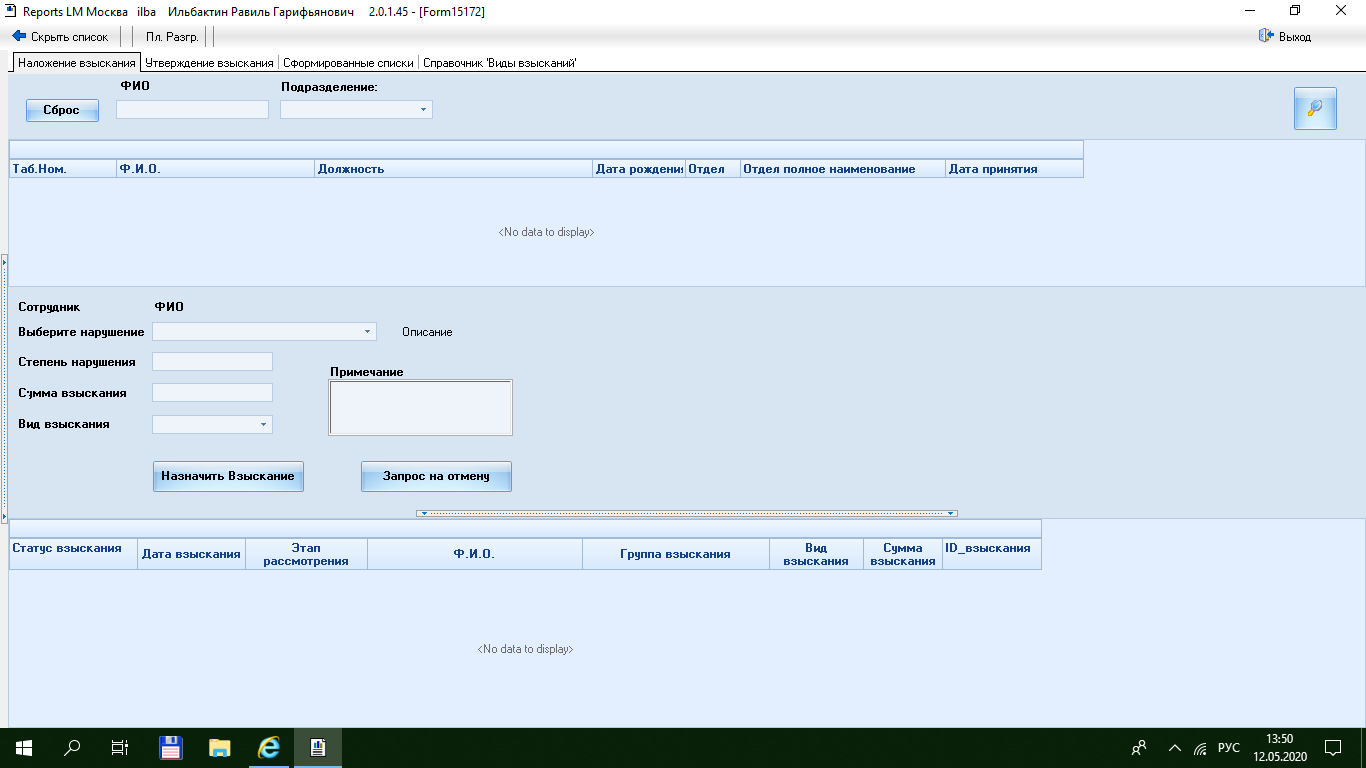 Reports LM Москва ilba Ильбактин Равиль Гарифьянович 2.0.1.45 - [Form15172]
Скрыть список Пл. Разгр. Выход
Наложение взыскания Утверждение взыскания Сформированные списки Справочник 'Виды взысканий'
ФИО Подразделение:
Сброс
Таб.Ном. Ф.И.О. Должность Дата рождени Отдел Отдел полное наименование Дата принятия
<No data to display>
Сотрудник ФИО
Выберите нарушение Описание
Степень нарушения
Примечание
Сумма взыскания
Вид взыскания
Назначить Взыскание Запрос на отмену
Статус взыскания Дата взыскания Этап рассмотрения Ф.И.О. Группа взыскания Вид взыскания Сумма взыскания ID_взыскания
<No data to display>
РУС 13:50
12.05.2020